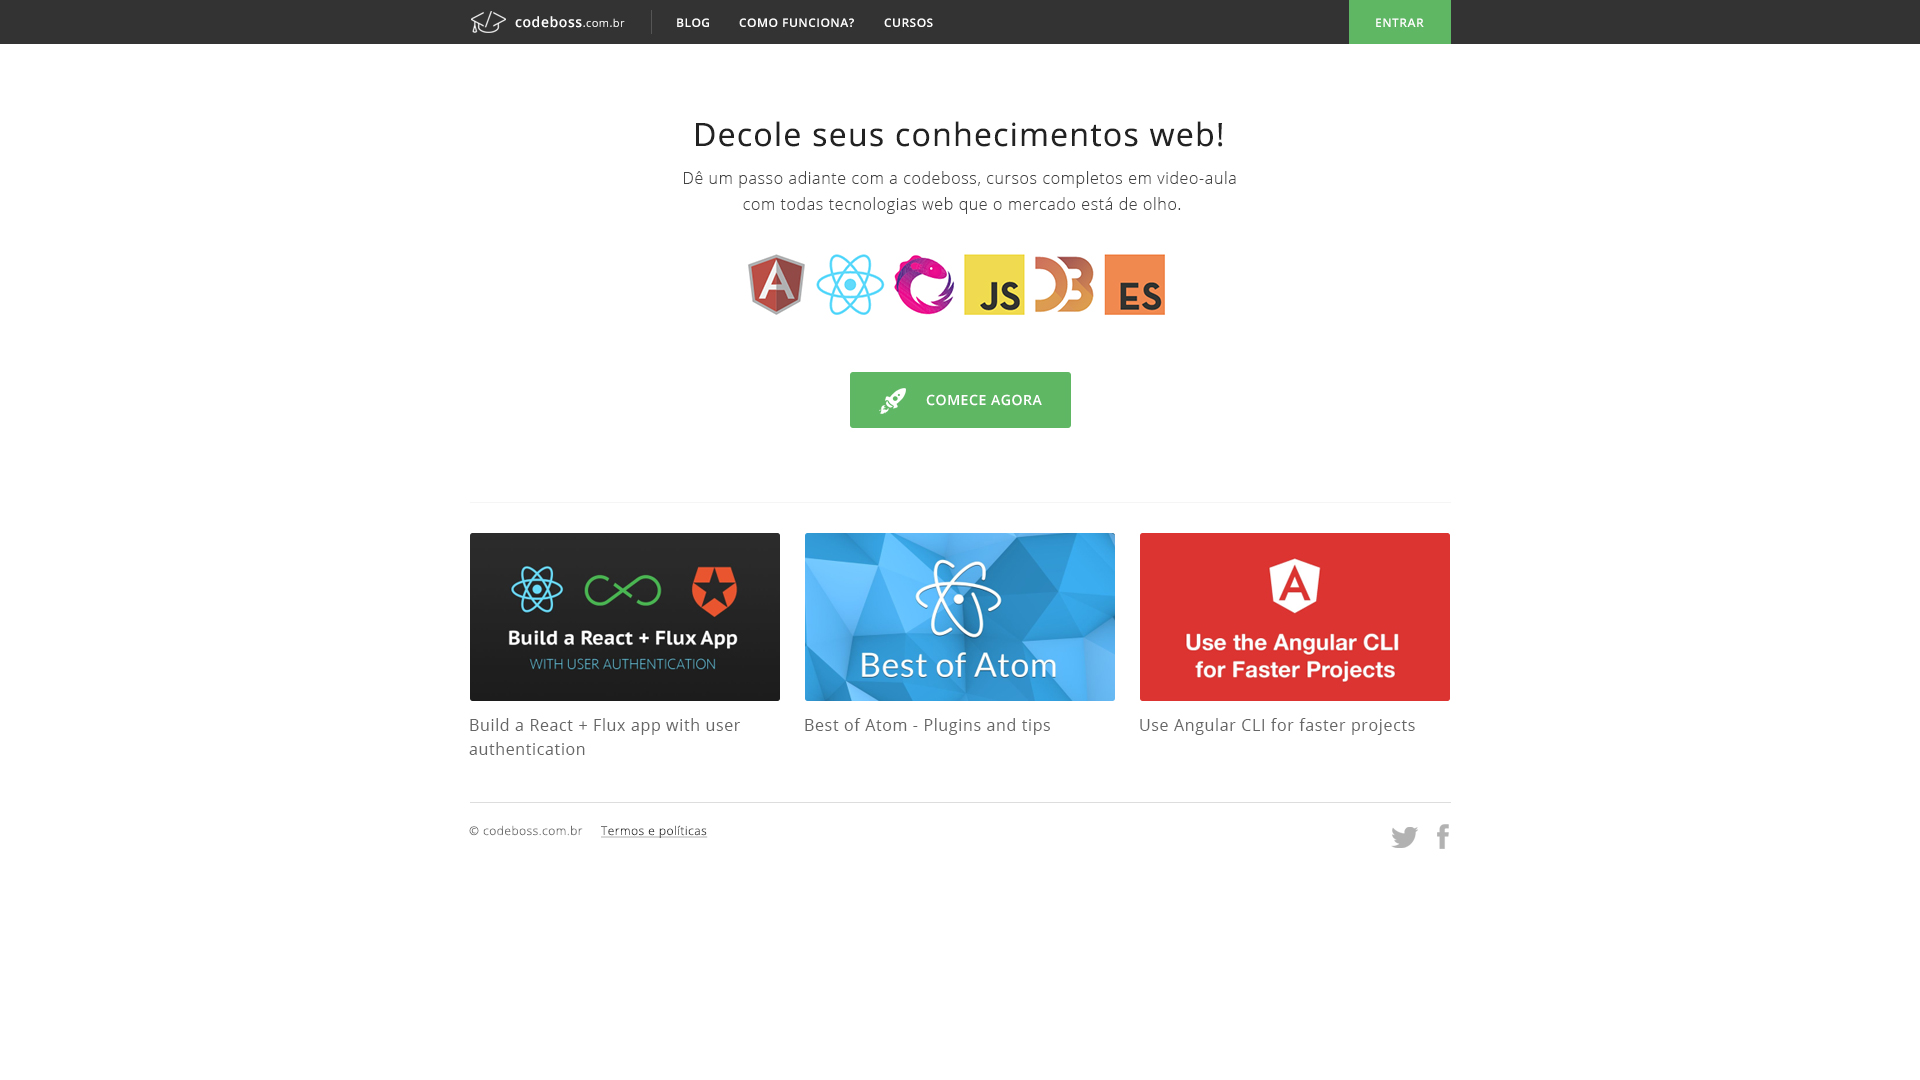 codeboss.com.br
BLOG
COMO FUNCIONA?
CURSOS
ENTRAR
Decole seus conhecimentos web!
Dê um passo adiante com a codeboss, cursos completos em video-aula
com todas tecnologias web que o mercado está de olho.
A
JS
D3
ES
COMECE AGORA
Build a React + Flux App
WITH USER AUTHENTICATION
Best of Atom
A
Use the Angular CLI
for Faster Projects
Build a React + Flux app with user
authentication
Best of Atom - Plugins and tips
Use Angular CLI for faster projects
© codeboss.com.br
Termos e políticas